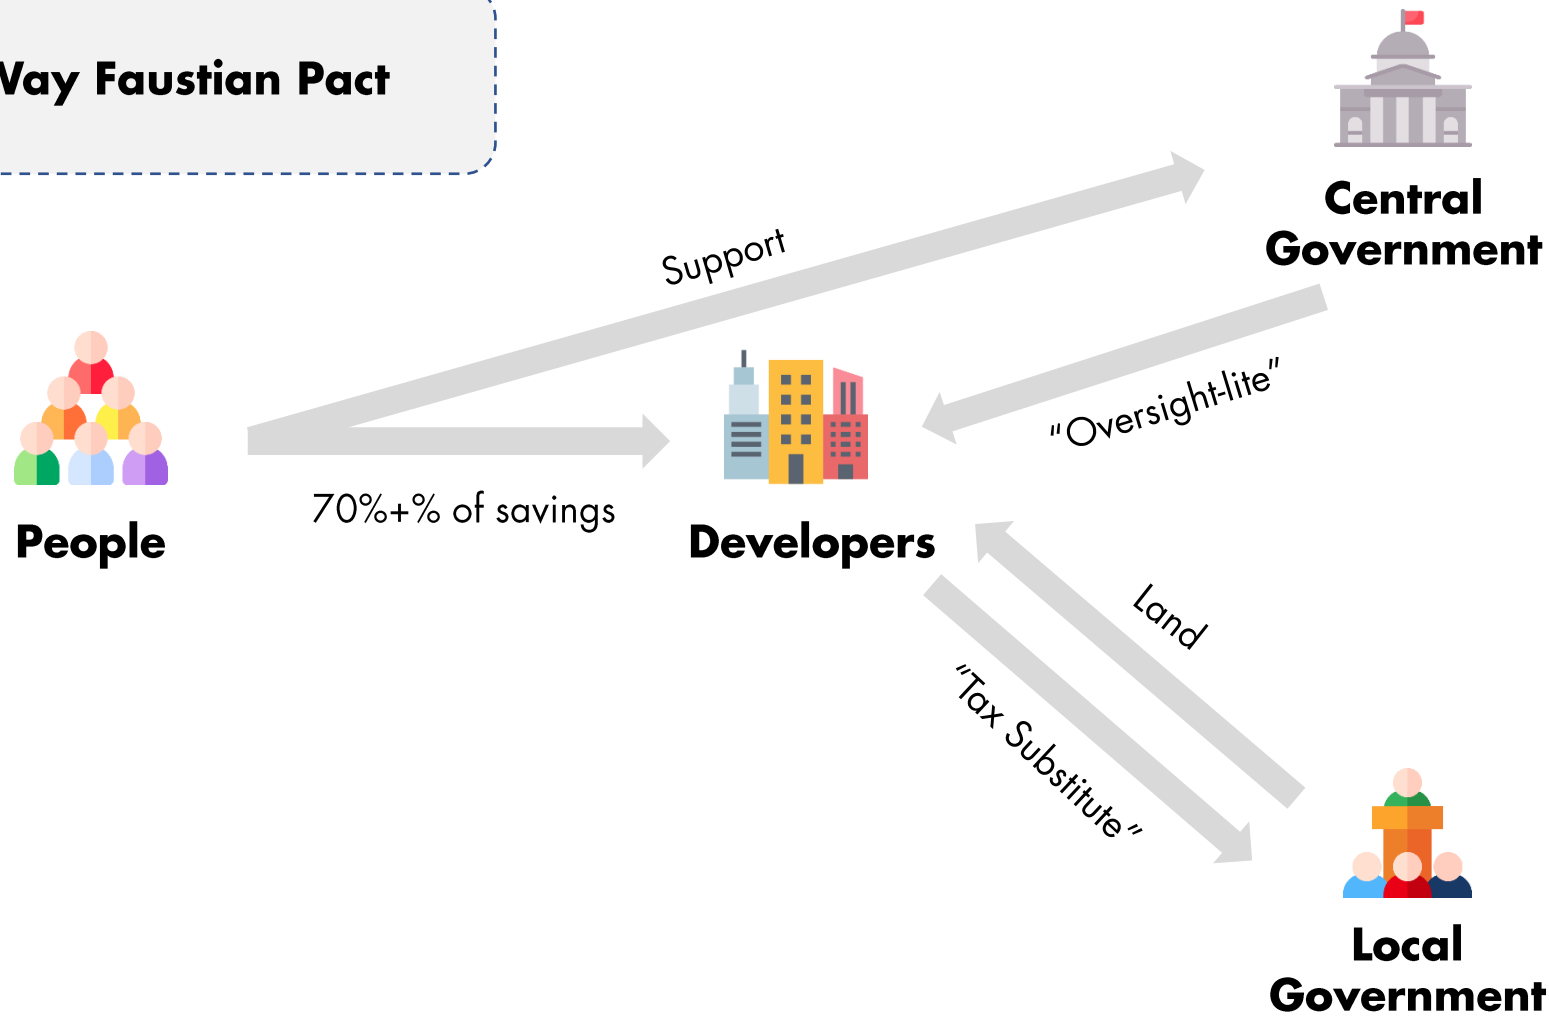 Way Faustian Pact
Central
Government
Support
"Oversight-lite"
70%+% of savings
People
Developers
Land
"Tax Substitute"
Local
Government